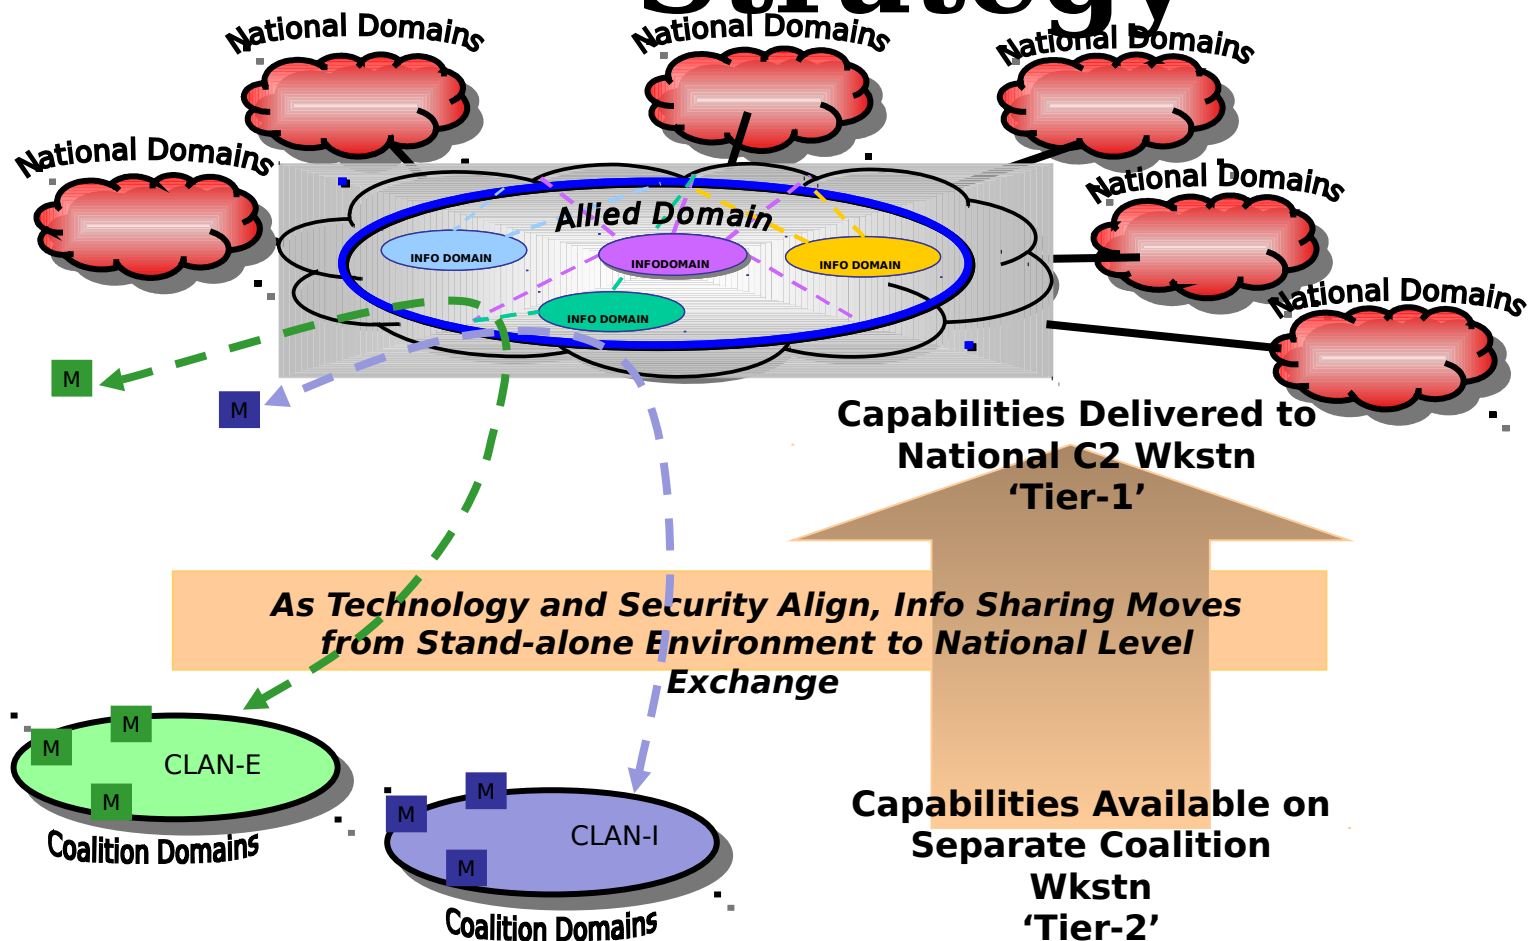 Strategy
National Domains
National Domains
National Domains
National Domains
National Domains
National Domains
Allied Domain
INFO DOMAIN
INFODOMAIN
INFO DOMAIN
INFO DOMAIN
M
M
Capabilities Delivered to
National C2 Wkstn
‘Tier-1’
As Technology and Security Align, Info Sharing Moves
from Stand-alone Environment to National Level
Exchange
M
M
CLAN-E
M
Coalition Domains
M
M
CLAN-I
M
Coalition Domains
Capabilities Available on
Separate Coalition
Wkstn
‘Tier-2’